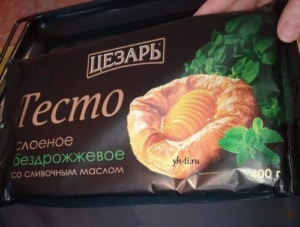 ЦЕЗАРЬ
Тесто
слоеное
бездрожжевое
со сливочным маслом
yh-ti.ru
400 г